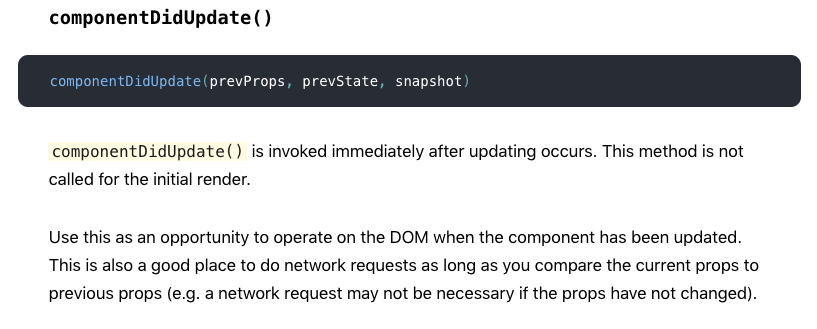 componentDidUpdate()
componentDidUpdate(prevProps, prevState, snapshot)
componentDidUpdate() is invoked immediately after updating occurs. This method is not
called for the initial render.
Use this as an opportunity to operate on the DOM when the component has been updated.
This is also a good place to do network requests as long as you compare the current props to
previous props (e.g. a network request may not be necessary if the props have not changed).